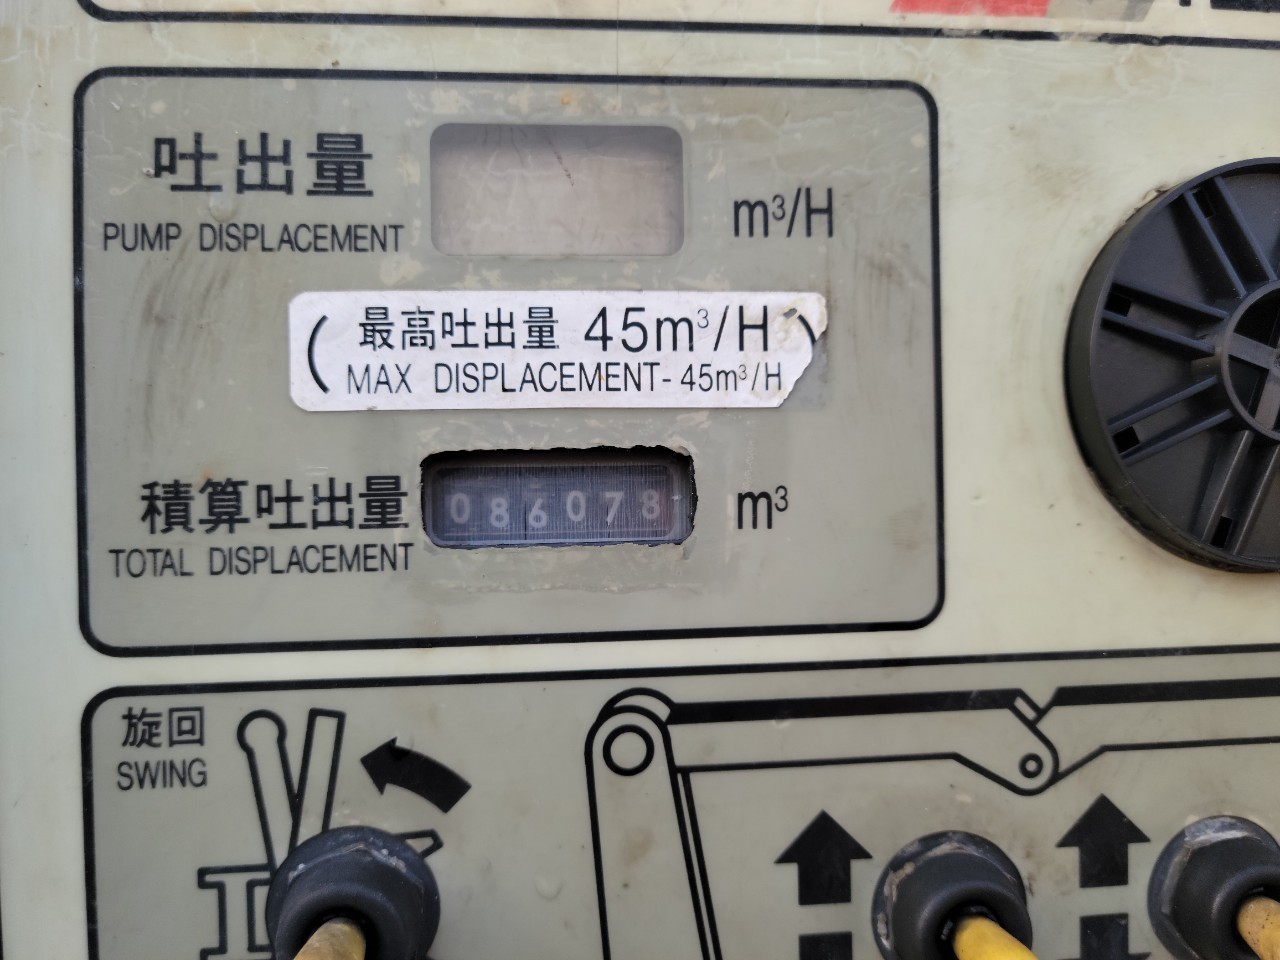 吐出量
PUMP DISPLACEMENT
m³/H
(最高吐出量 45m³/H)
MAX DISPLACEMENT- 45m³/H
積算吐出量
TOTAL DISPLACEMENT
086078
m³
旋回
SWING